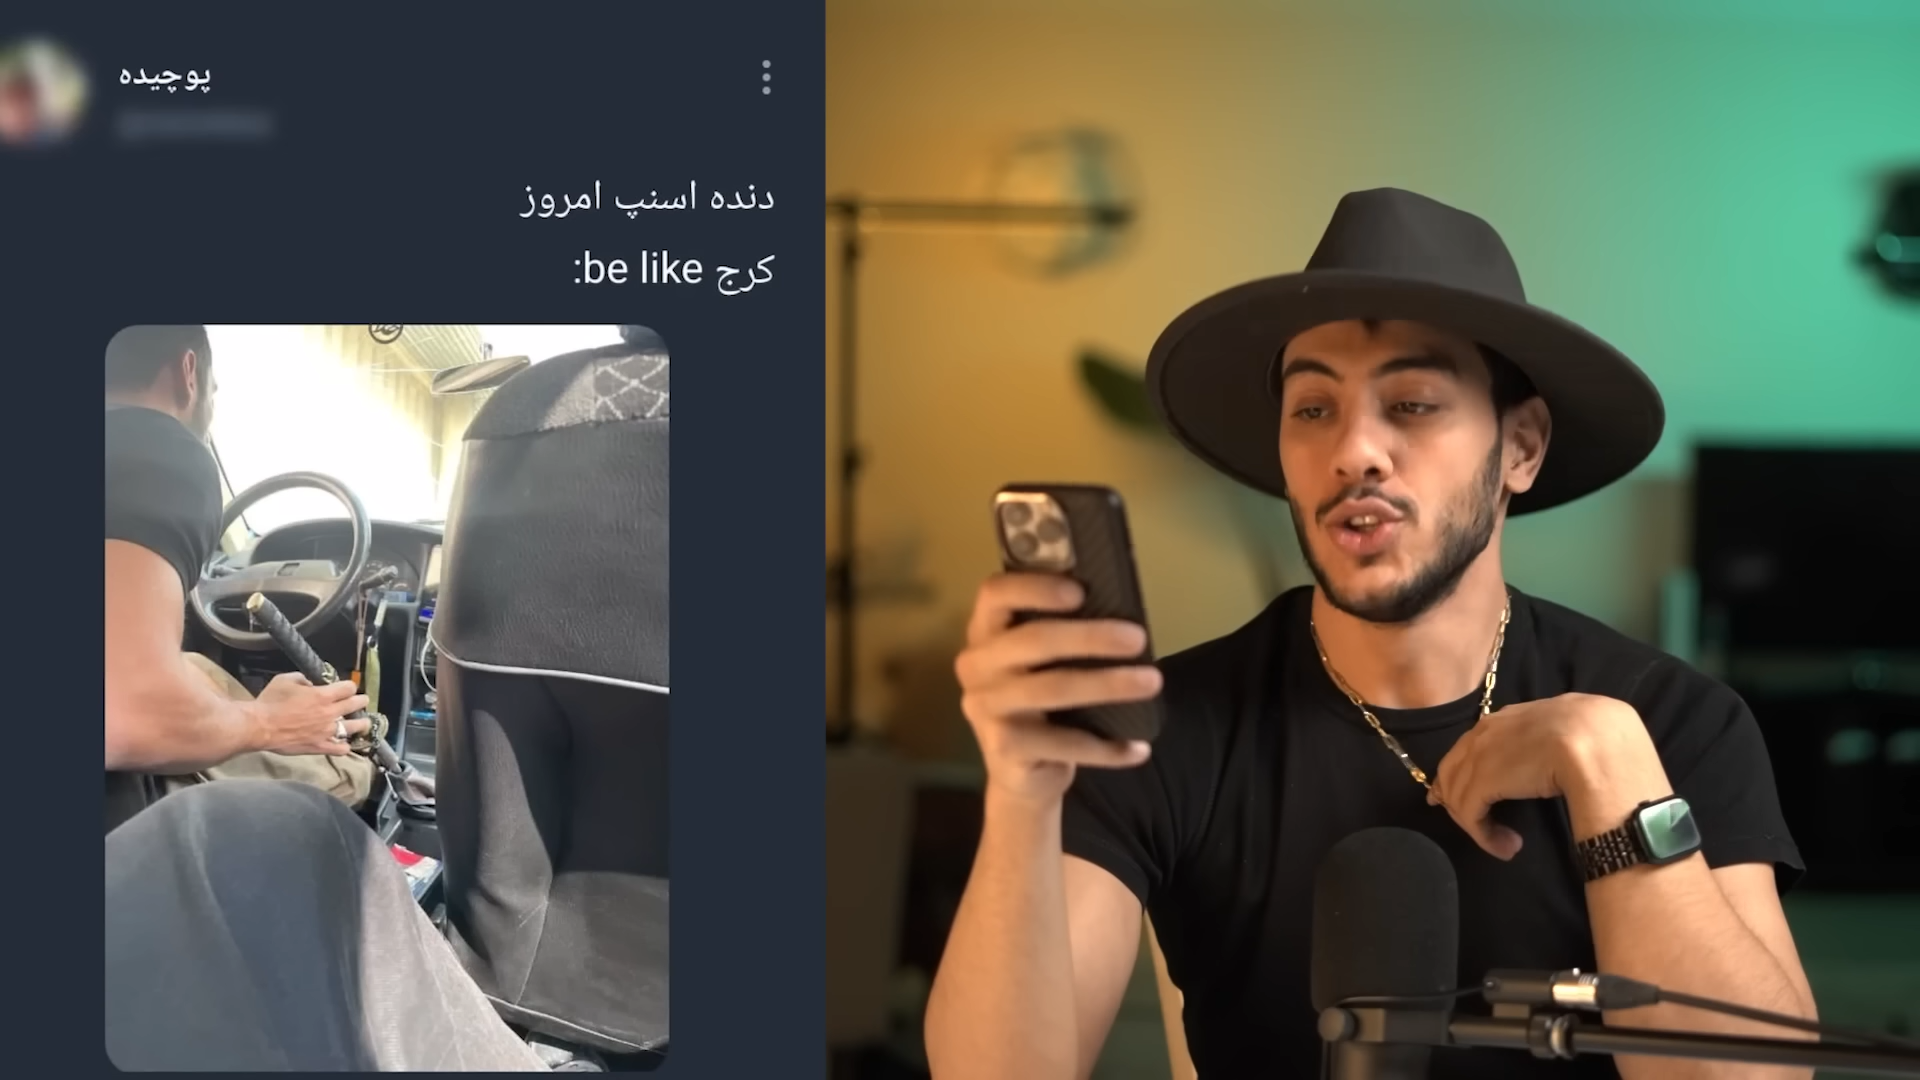 پوچیده
دنده اسنپ امروز
کرج be like: